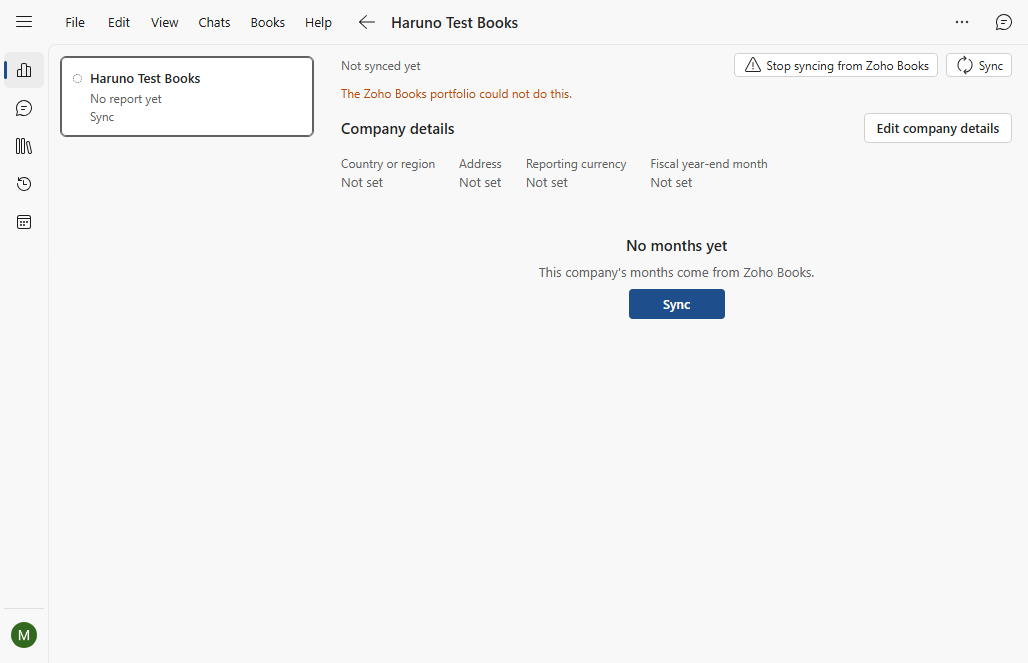 File Edit View Chats Books Help Haruno Test Books
Haruno Test Books
No report yet
Sync
Not synced yet
Stop syncing from Zoho Books Sync
The Zoho Books portfolio could not do this.
Company details
Edit company details
Country or region Address Reporting currency Fiscal year-end month
Not set Not set Not set Not set
No months yet
This company's months come from Zoho Books.
Sync
M